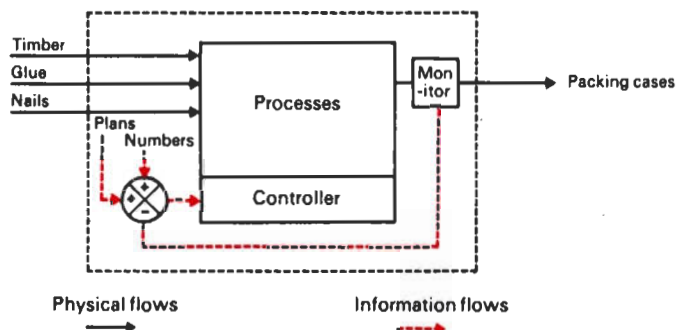 Timber
Glue
Nails
Plans
Numbers
Processes
Controller
Mon
-itor
Packing cases
+
+
-
Physical flows
Information flows